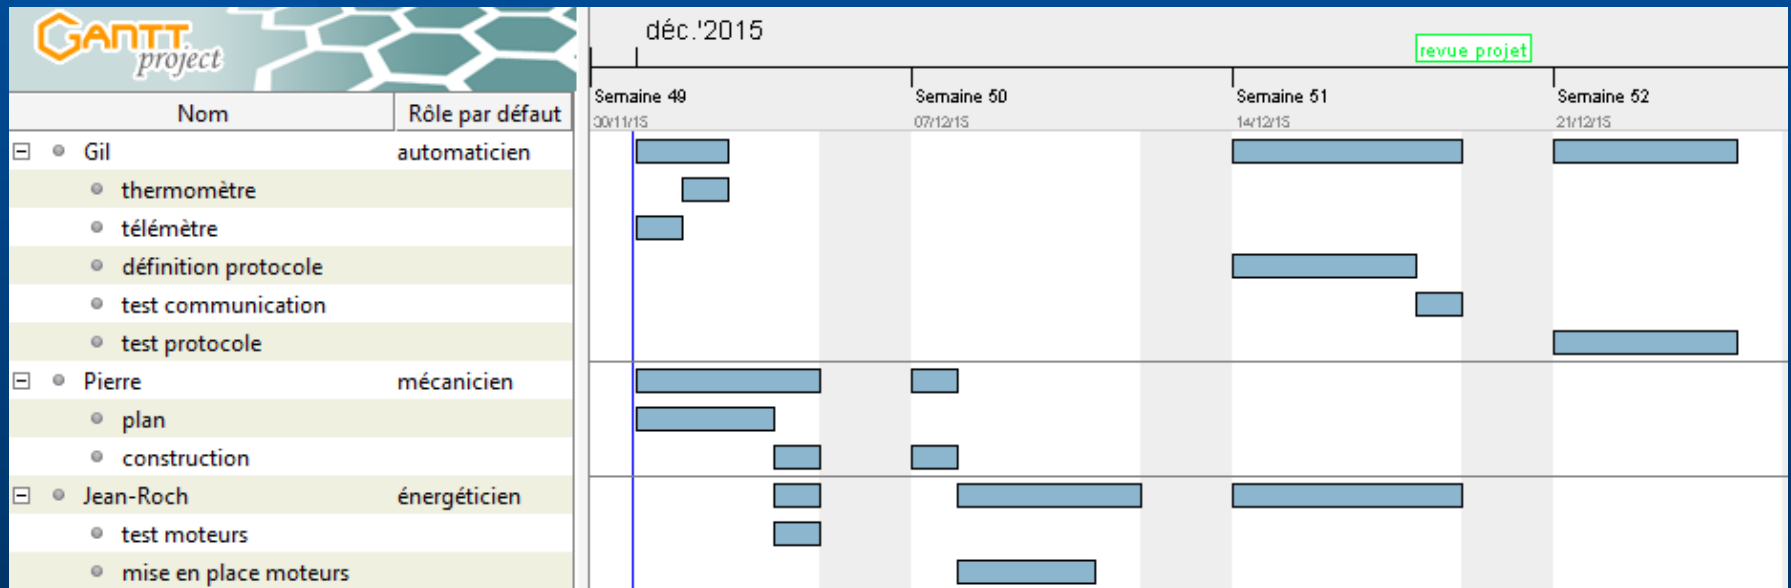 GANTT
project
déc.'2015
revue projet
Nom Rôle par défaut
Semaine 49 Semaine 50 Semaine 51 Semaine 52
30/11/15 07/12/15 14/12/15 21/12/15
Gil automaticien
thermomètre
télémètre
définition protocole
test communication
test protocole
Pierre mécanicien
plan
construction
Jean-Roch énergéticien
test moteurs
mise en place moteurs